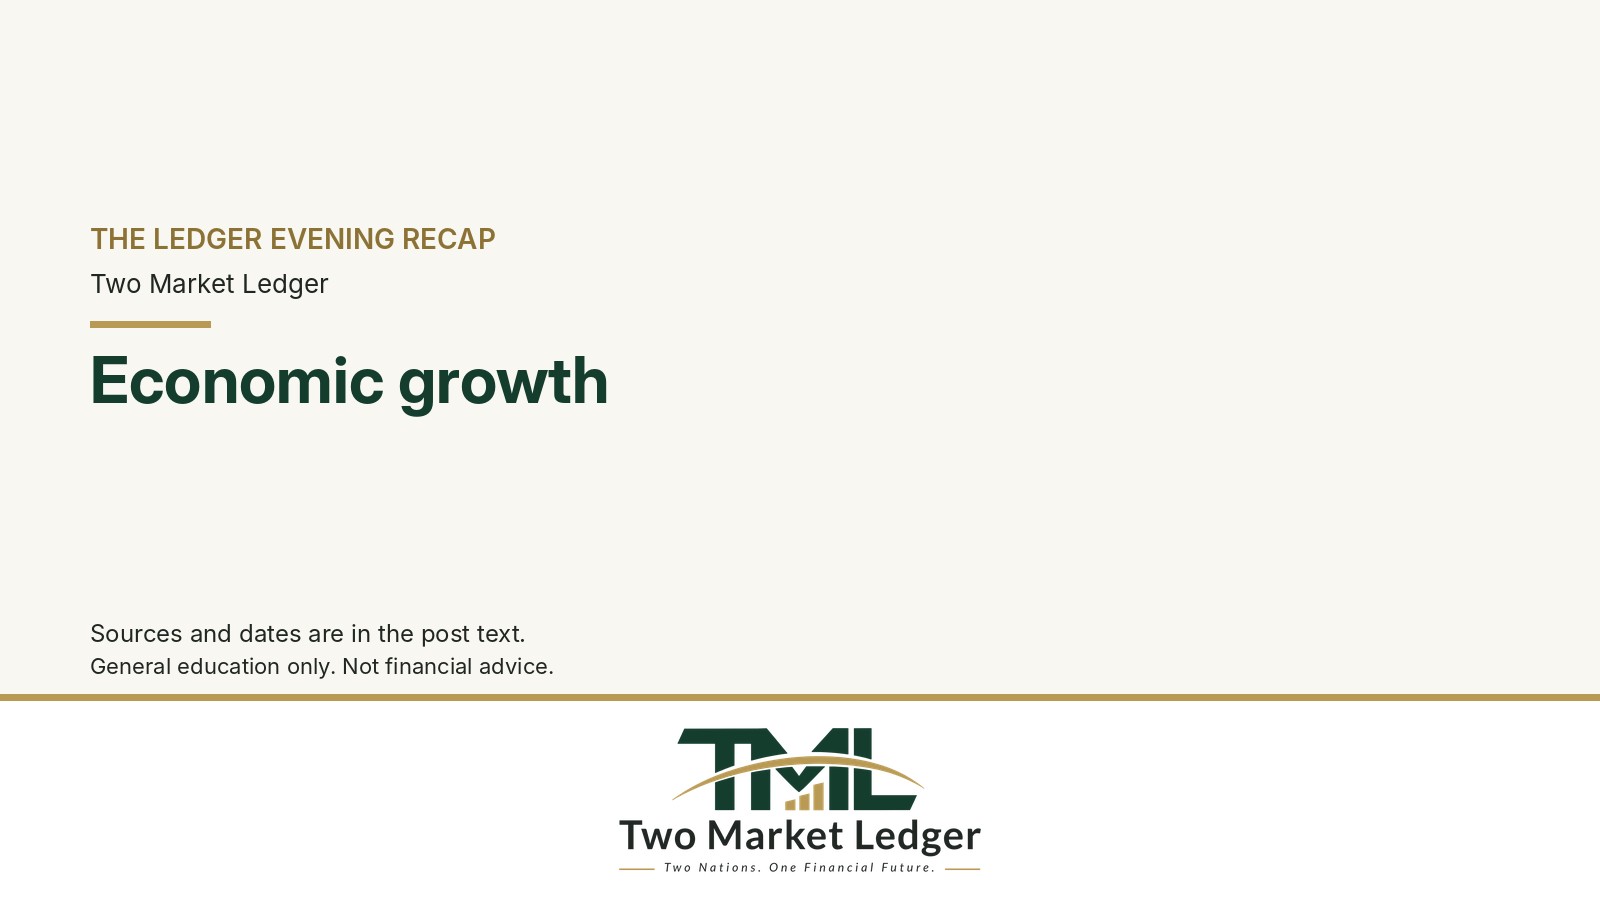 THE LEDGER EVENING RECAP
Two Market Ledger
Economic growth
Sources and dates are in the post text.
General education only. Not financial advice.
TML
Two Market Ledger
Two Nations. One Financial Future.